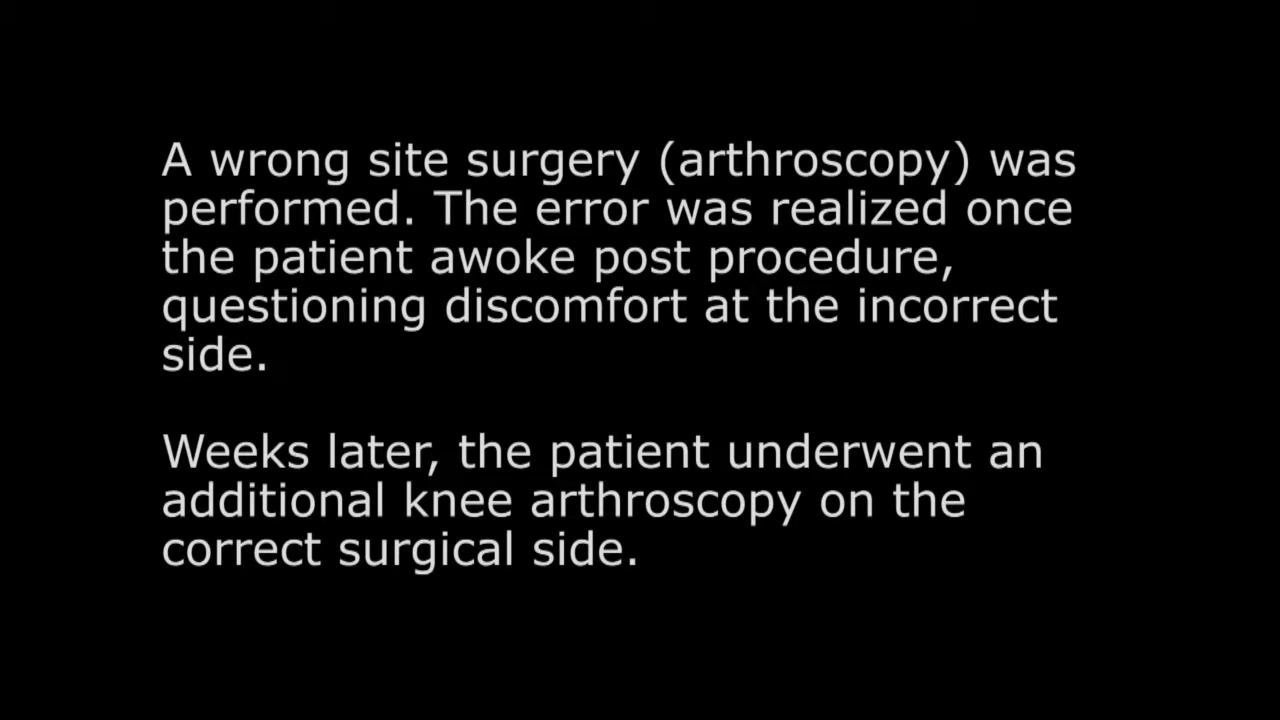 A wrong site surgery (arthroscopy) was
performed. The error was realized once
the patient awoke post procedure,
questioning discomfort at the incorrect
side.
Weeks later, the patient underwent an
additional knee arthroscopy on the
correct surgical side.